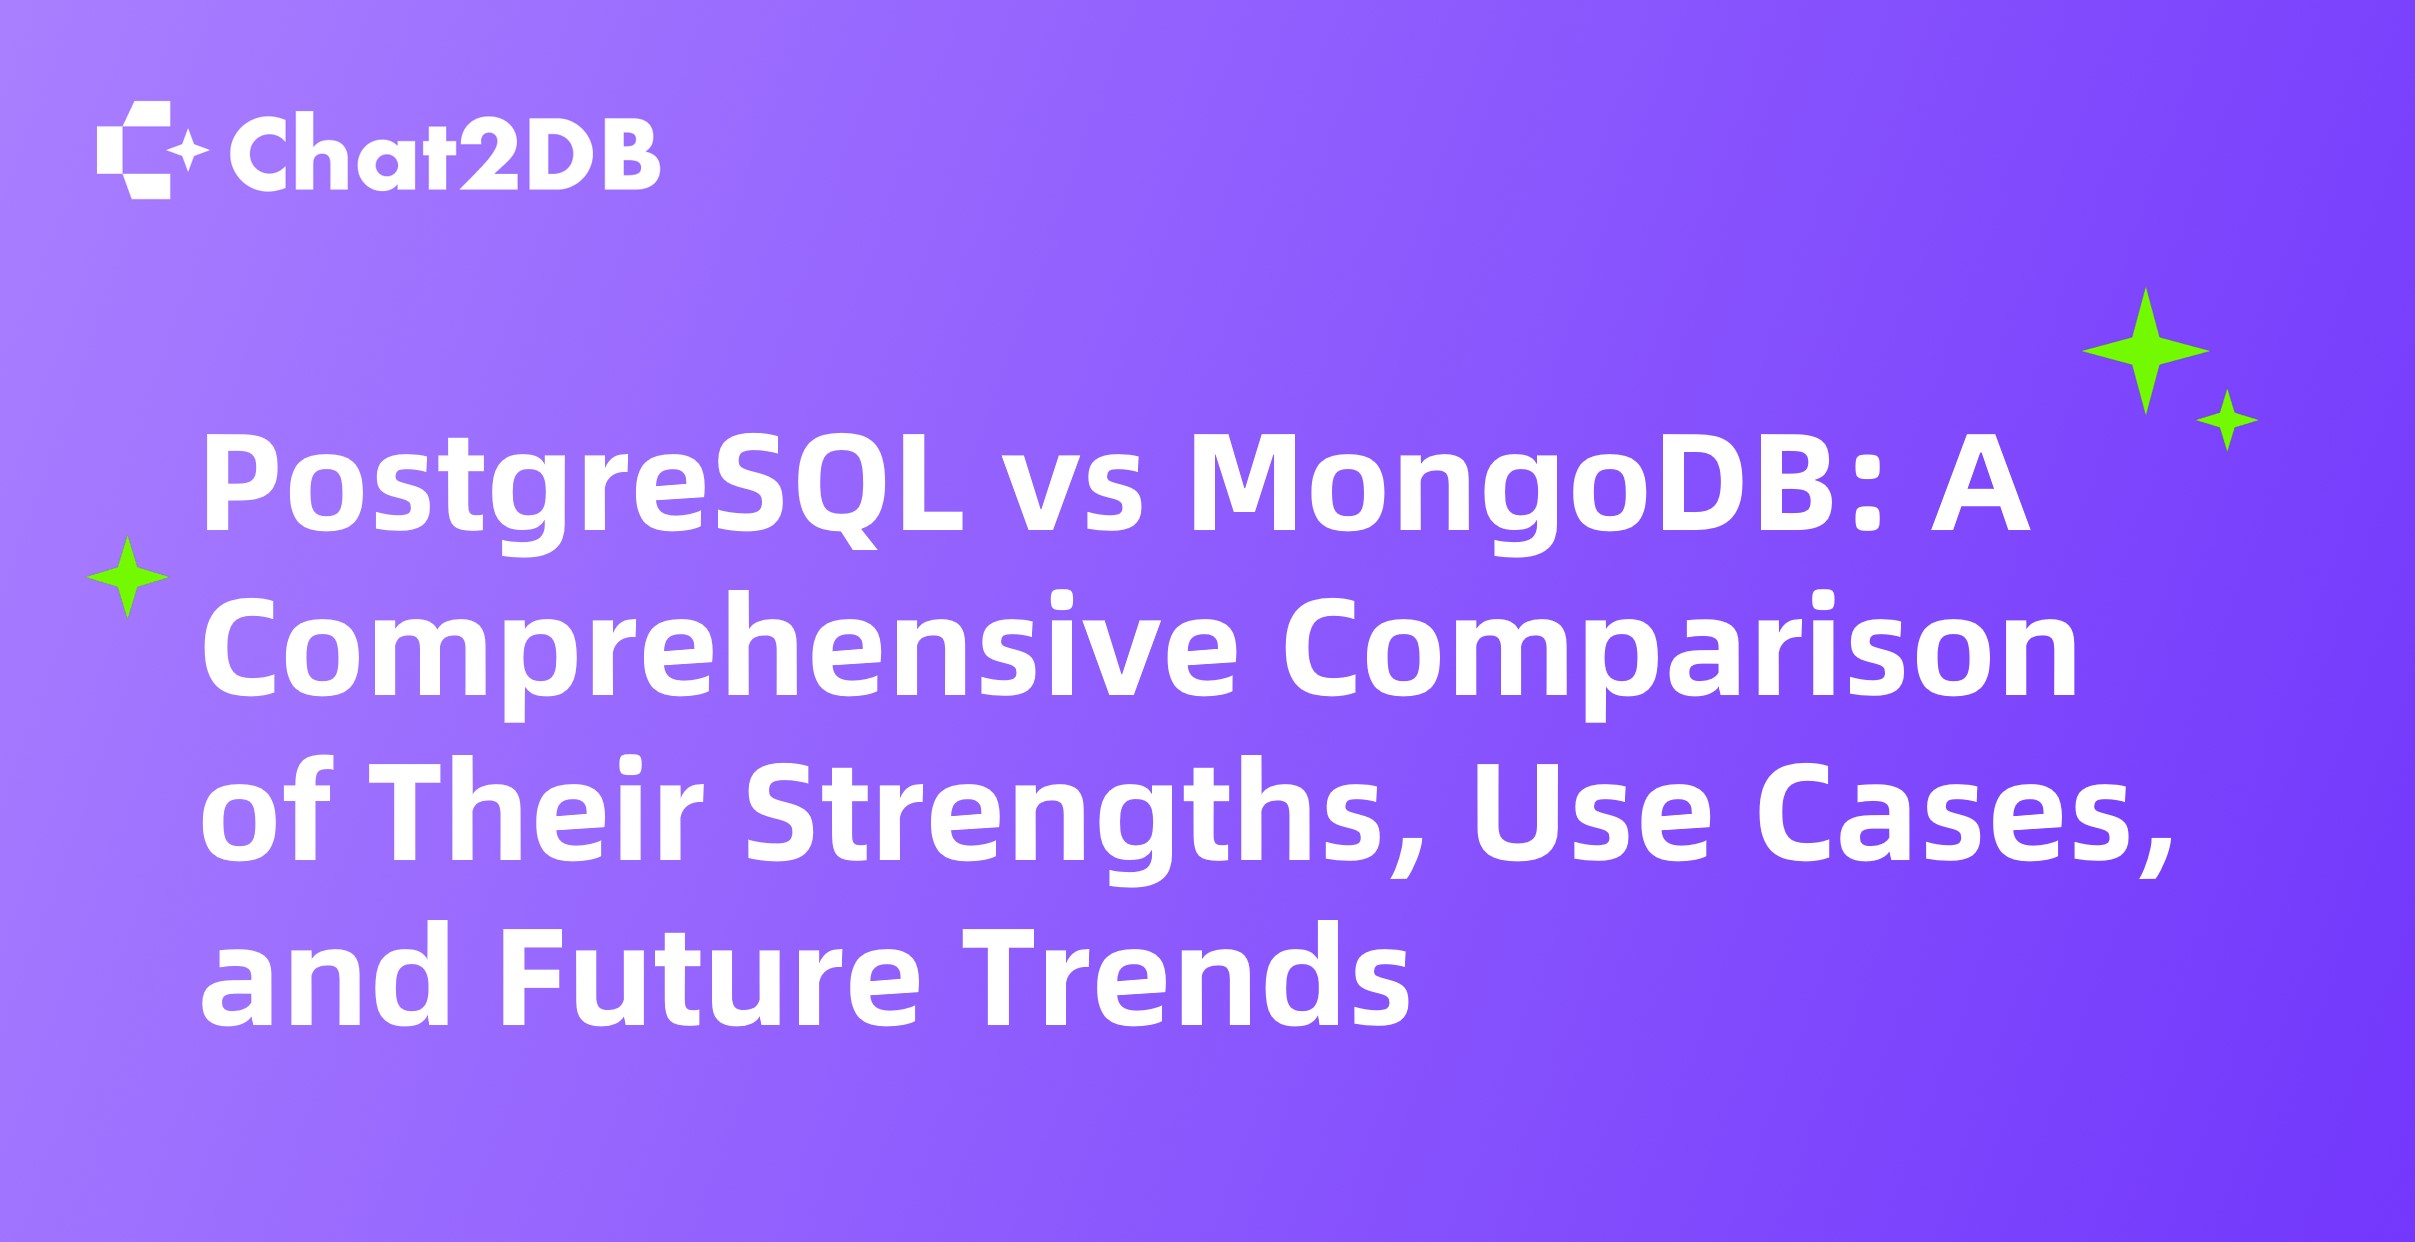 Chat2DB
PostgreSQL vs MongoDB: A
Comprehensive Comparison
of Their Strengths, Use Cases,
and Future Trends